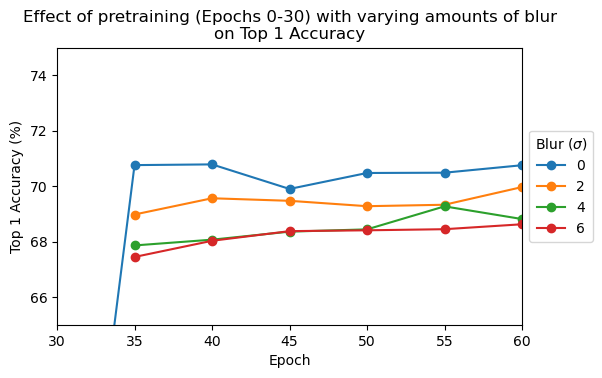 Effect of pretraining (Epochs 0-30) with varying amounts of blur
on Top 1 Accuracy
Top 1 Accuracy (%)
74
72
70
68
66
30 35 40 45 50 55 60
Epoch
Blur (σ)
0
2
4
6